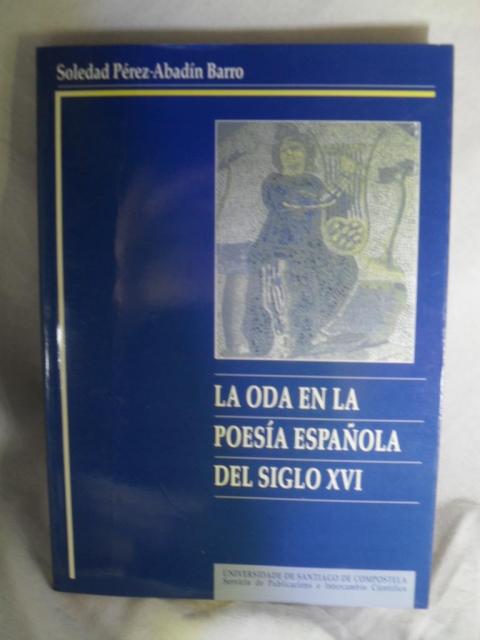 Soledad Pérez-Abadín Barro
LA ODA EN LA
POESÍA ESPAÑOLA
DEL SIGLO XVI
UNIVERSIDADE DE SANTIAGO DE COMPOSTELA
Servicio de Publicacións e Intercambio Científico